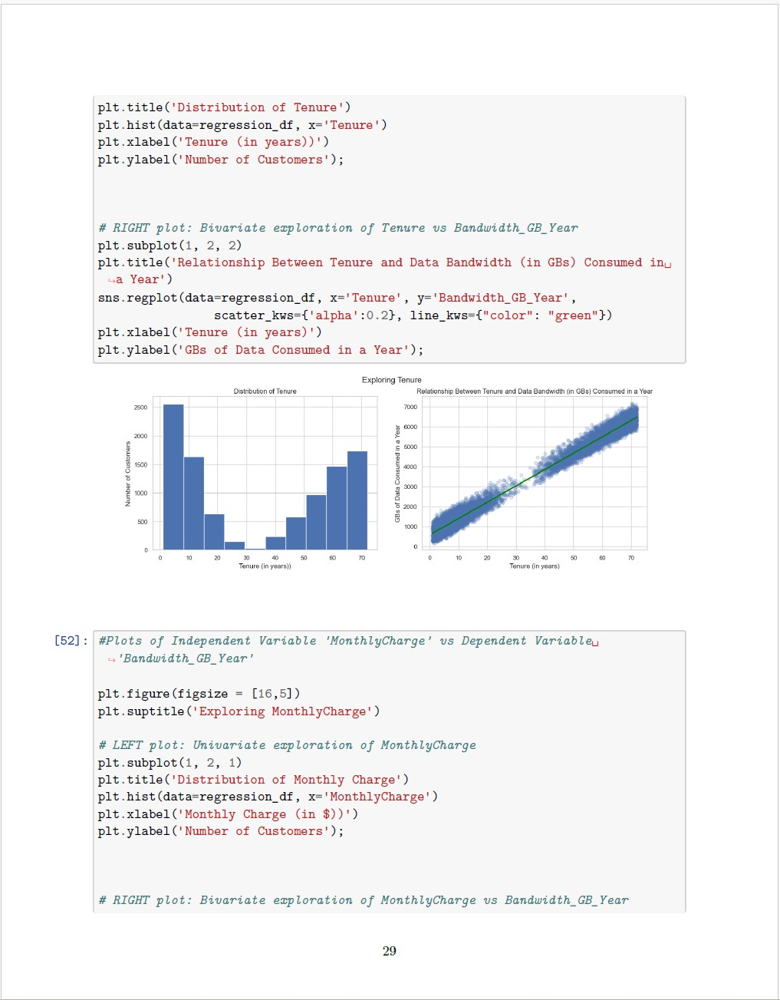 plt.title('Distribution of Tenure')
plt.hist(data=regression_df, x='Tenure')
plt.xlabel('Tenure (in years))')
plt.ylabel('Number of Customers');
# RIGHT plot: Bivariate exploration of Tenure vs Bandwidth_GB_Year
plt.subplot(1, 2, 2)
plt.title('Relationship Between Tenure and Data Bandwidth (in GBs) Consumed in␣
↪a Year')
sns.regplot(data=regression_df, x='Tenure', y='Bandwidth_GB_Year',
scatter_kws={'alpha':0.2}, line_kws={"color": "green"})
plt.xlabel('Tenure (in years)')
plt.ylabel('GBs of Data Consumed in a Year');
Exploring Tenure
Distribution of Tenure
Number of Customers
2500
2000
1500
1000
500
0
0 10 20 30 40 50 60 70
Tenure (in years))
Relationship Between Tenure and Data Bandwidth (in GBs) Consumed in a Year
GBs of Data Consumed in a Year
7000
6000
5000
4000
3000
2000
1000
0
0 10 20 30 40 50 60 70
Tenure (in years)
[52]: #Plots of Independent Variable 'MonthlyCharge' vs Dependent Variable␣
↪'Bandwidth_GB_Year'
plt.figure(figsize = [16,5])
plt.suptitle('Exploring MonthlyCharge')
# LEFT plot: Univariate exploration of MonthlyCharge
plt.subplot(1, 2, 1)
plt.title('Distribution of Monthly Charge')
plt.hist(data=regression_df, x='MonthlyCharge')
plt.xlabel('Monthly Charge (in $))')
plt.ylabel('Number of Customers');
# RIGHT plot: Bivariate exploration of MonthlyCharge vs Bandwidth_GB_Year
29